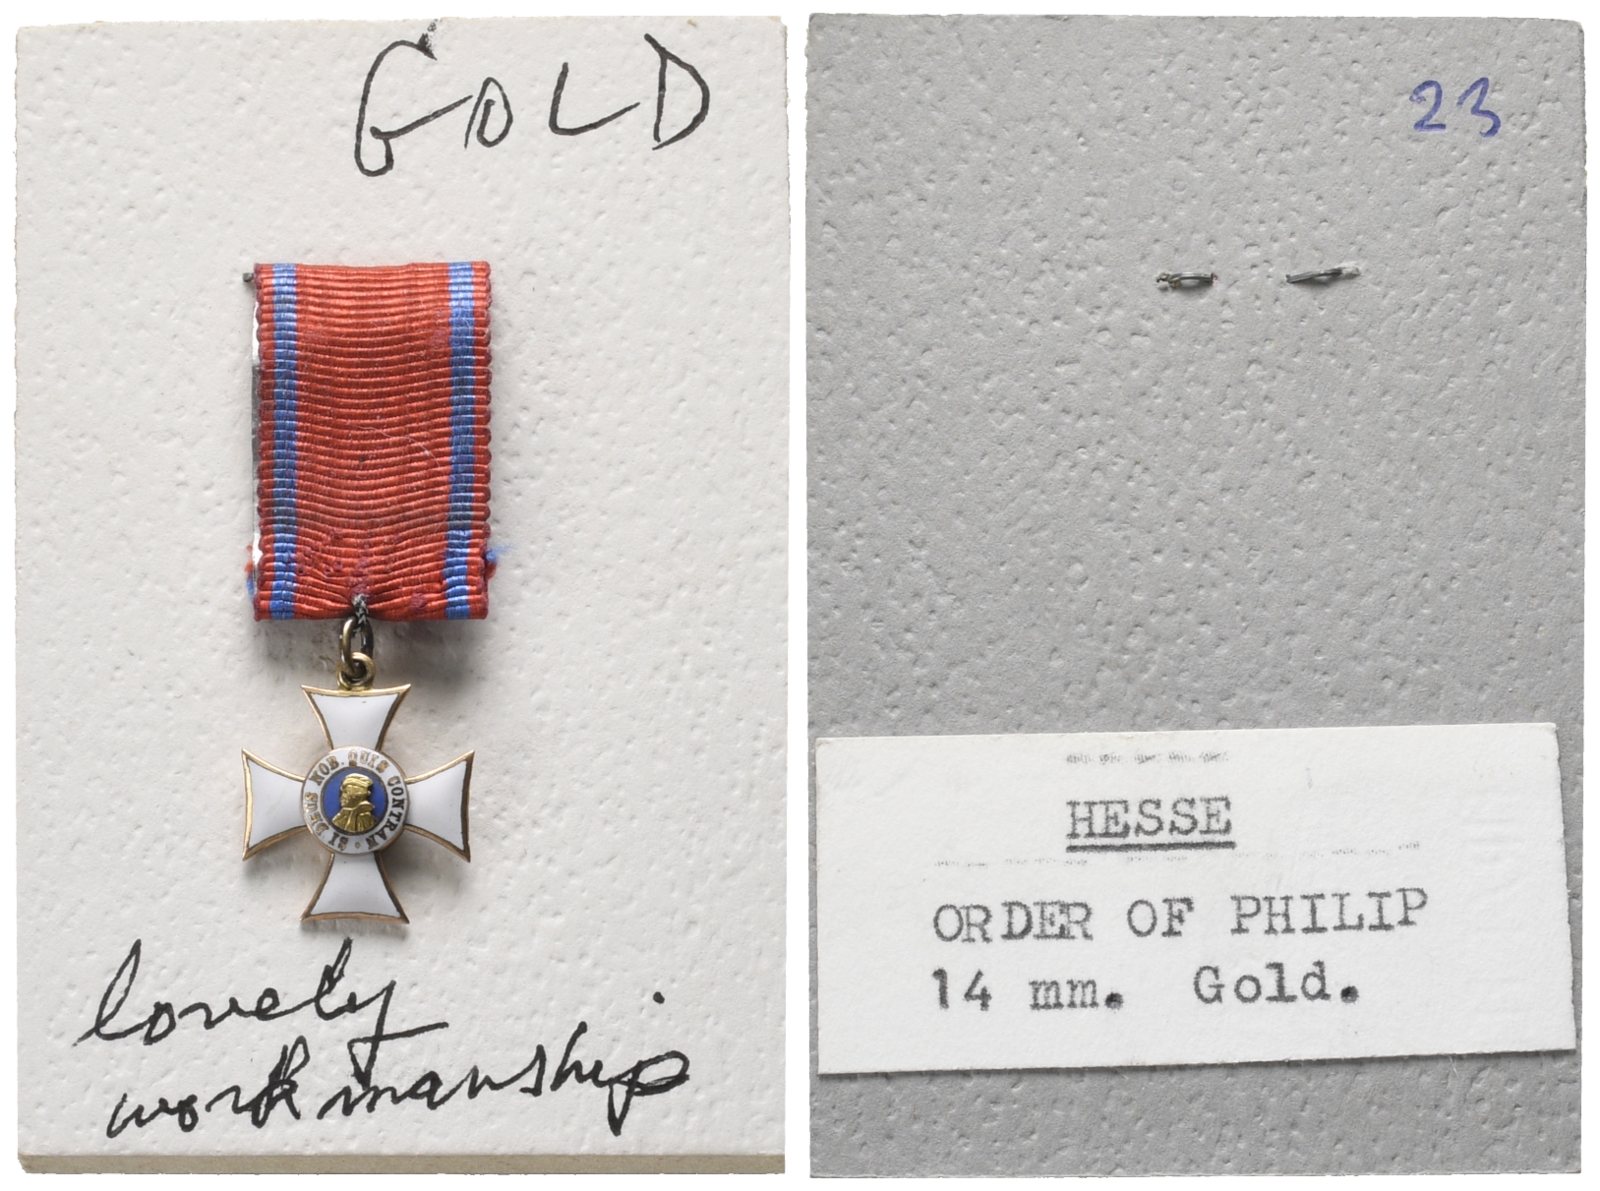 GOLD
SI DEUS NOB. QUIS CONTRA N.
lovely
workmanship
23
HESSE
ORDER OF PHILIP
14 mm. Gold.